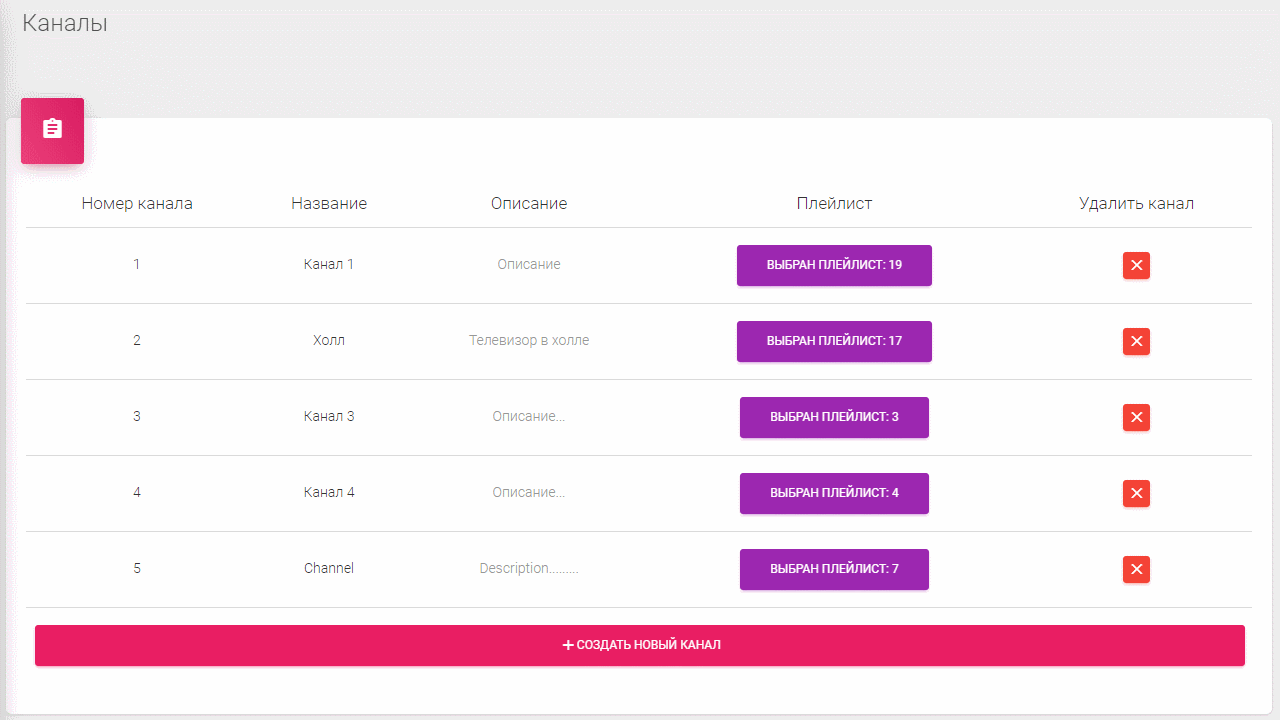 Каналы
Номер канала Название Описание Плейлист Удалить канал
1 Канал 1 Описание ВЫБРАН ПЛЕЙЛИСТ: 19
2 Холл Телевизор в холле ВЫБРАН ПЛЕЙЛИСТ: 17
3 Канал 3 Описание... ВЫБРАН ПЛЕЙЛИСТ: 3
4 Канал 4 Описание... ВЫБРАН ПЛЕЙЛИСТ: 4
5 Channel Description......... ВЫБРАН ПЛЕЙЛИСТ: 7
+ СОЗДАТЬ НОВЫЙ КАНАЛ